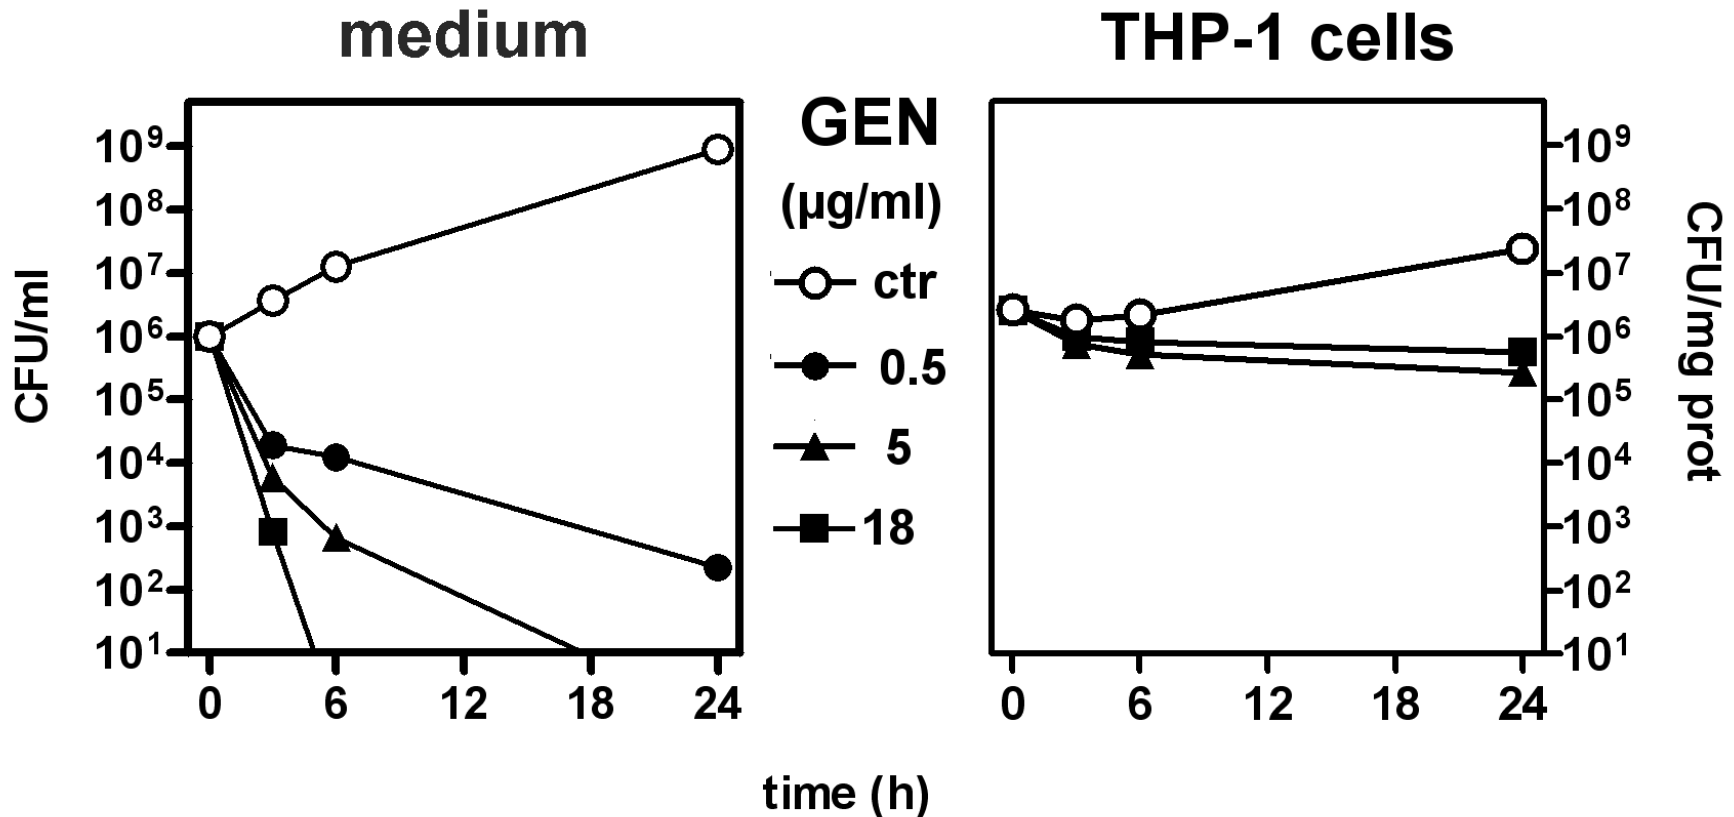 medium
THP-1 cells
CFU/ml
10⁹
10⁸
10⁷
10⁶
10⁵
10⁴
10³
10²
10¹
0 6 12 18 24
GEN
(µg/ml)
ctr
0.5
5
18
10⁹
10⁸
10⁷
10⁶
10⁵
10⁴
10³
10²
10¹
0 6 12 18 24
CFU/mg prot
time (h)